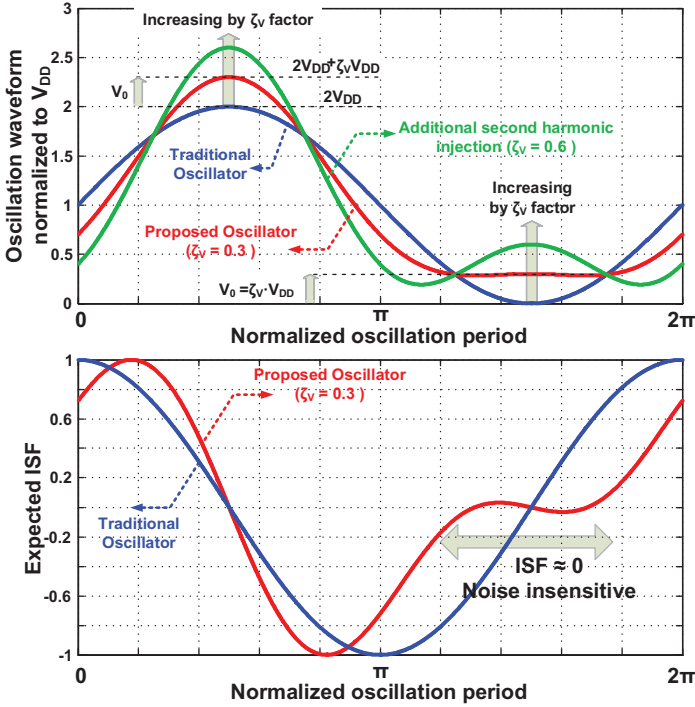 Oscillation waveform
normalized to VDD
3
2.5
2
1.5
1
0.5
0
Increasing by ζV factor
V0
2VDD+ζVVDD
2VDD
Traditional
Oscillator
Additional second harmonic
injection (ζV = 0.6 )
Proposed Oscillator
(ζV = 0.3 )
Increasing
by ζV factor
V0 =ζV·VDD
0
π
2π
Normalized oscillation period
Expected ISF
1
0.6
0.2
-0.2
-0.6
-1
Proposed Oscillator
(ζV = 0.3 )
Traditional
Oscillator
ISF ≈ 0
Noise insensitive
0
π
2π
Normalized oscillation period